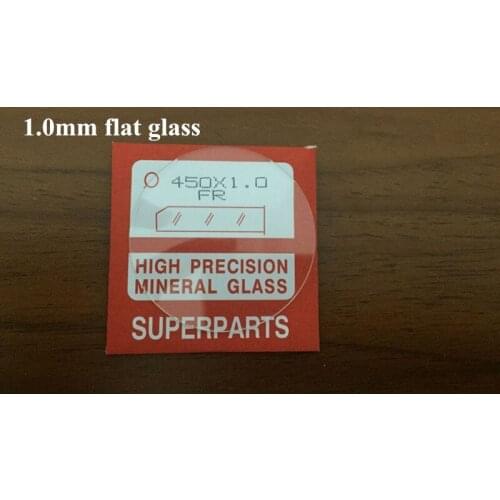 1.0mm flat glass
Ø 450X1.0
FR
HIGH PRECISION
MINERAL GLASS
SUPERPARTS